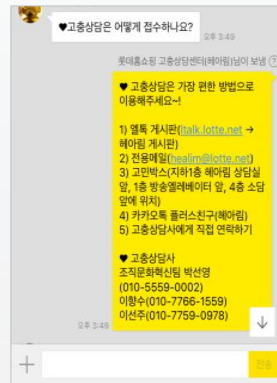 ♥고충상담은 어떻게 접수하나요?
오후 3:49
롯데홈쇼핑 고충상담센터(헤아림)이 보냄 ?
♥ 고충상담은 가장 편한 방법으로
이용해주세요~!
1) 엘톡 게시판(ltalk.lotte.net →
헤아림 게시판)
2) 전용메일(healim@lotte.net)
3) 고민박스(지하1층 헤아림 상담실
앞, 1층 방송엘레베이터 앞, 4층 소담
앞에 위치)
4) 카카오톡 플러스친구(헤아림)
5) 고충상담사에게 직접 연락하기
♥ 고충상담사
조직문화혁신팀 박선영
(010-5559-0002)
이향수(010-7766-1559)
이선주(010-7759-0978)
오후 3:49
전송